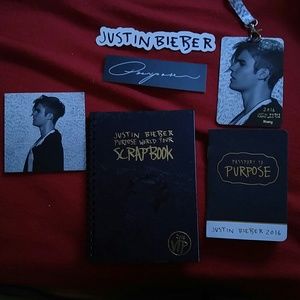 JUSTIN BIEBER
Purpose
2016
JUSTIN BIEBER
PURPOSE WORLD TOUR
SCRAPBOOK
VIP
PASSPORT TO
PURPOSE
JUSTIN BIEBER 2016